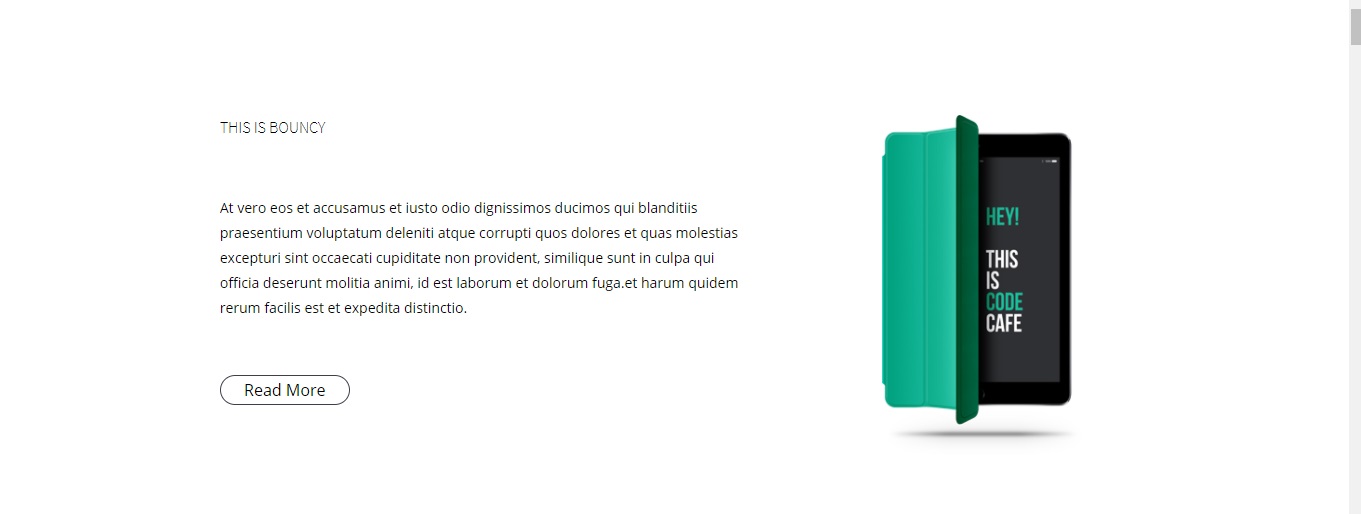 THIS IS BOUNCY
At vero eos et accusamus et iusto odio dignissimos ducimus qui blanditiis
praesentium voluptatum deleniti atque corrupti quos dolores et quas molestias
excepturi sint occaecati cupiditate non provident, similique sunt in culpa qui
officia deserunt molitia animi, id est laborum et dolorum fuga.et harum quidem
rerum facilis est et expedita distinctio.
Read More
HEY!
THIS
IS
CODE
CAFE